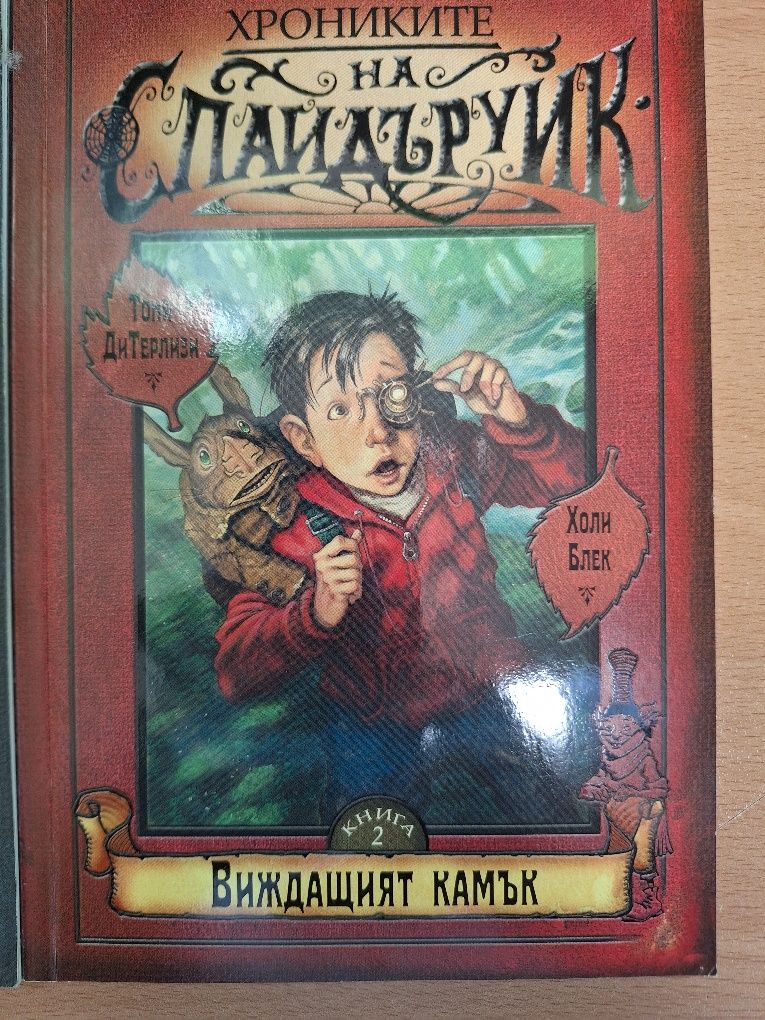 ХРОНИКИТЕ
НА
СПАЙДЪРУИК
Тони
ДиТерлизи
Холи
Блек
КНИГА
2
Виждащият камък